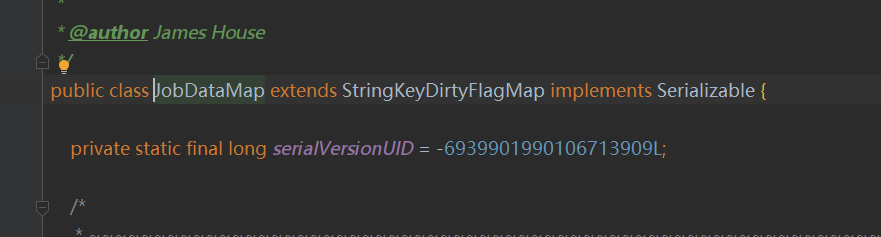 *
* @author James House
*/
public class JobDataMap extends StringKeyDirtyFlagMap implements Serializable {
private static final long serialVersionUID = -6939901990106713909L;
/*
* ~~~~~~~~~~~~~~~~~~~~~~~~~~~~~~~~~~~~~~~~~~~~~~~~~~~~~~~~~~~~~